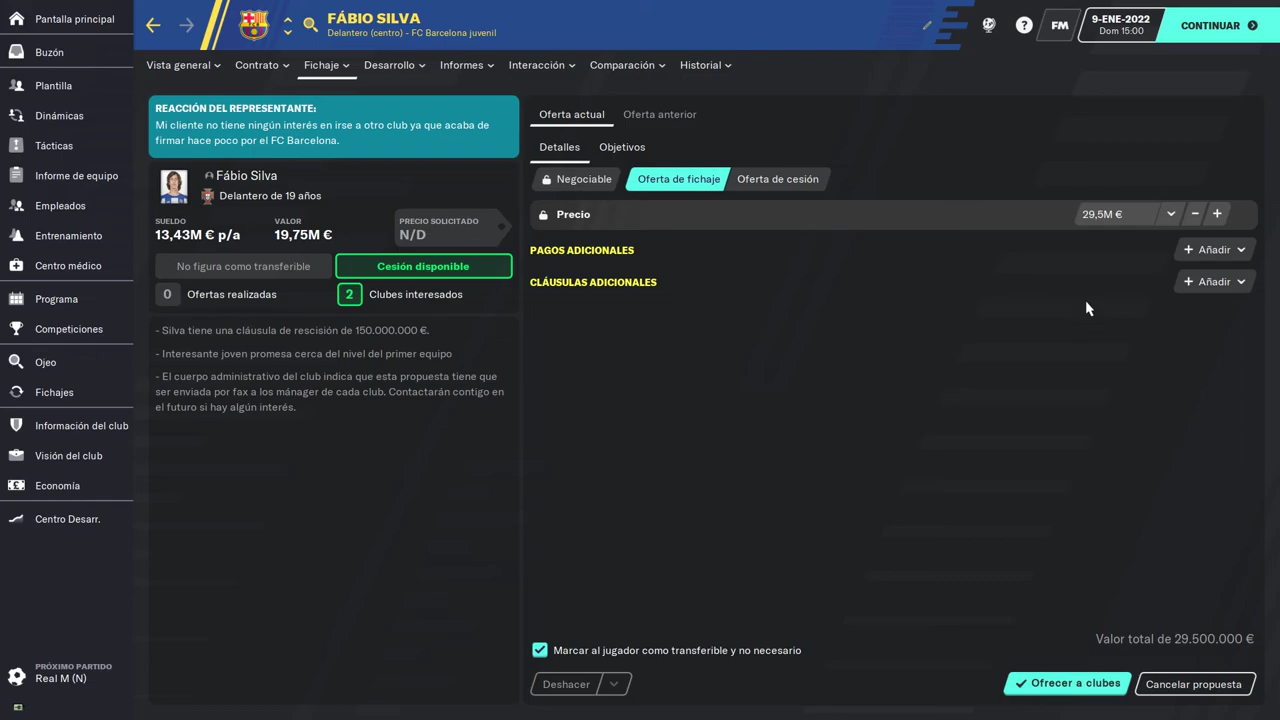 Pantalla principal
Buzón
Plantilla
Dinámicas
Tácticas
Informe de equipo
Empleados
Entrenamiento
Centro médico
Programa
Competiciones
Ojeo
Fichajes
Información del club
Visión del club
Economía
Centro Desarr.
PRÓXIMO PARTIDO
Real M (N)
FÁBIO SILVA
Delantero (centro) - FC Barcelona juvenil
FM
9-ENE-2022
Dom 15:00
CONTINUAR
Vista general
Contrato
Fichaje
Desarrollo
Informes
Interacción
Comparación
Historial
REACCIÓN DEL REPRESENTANTE:
Mi cliente no tiene ningún interés en irse a otro club ya que acaba de
firmar hace poco por el FC Barcelona.
Fábio Silva
Delantero de 19 años
SUELDO
13,43M € p/a
VALOR
19,75M €
PRECIO SOLICITADO
N/D
No figura como transferible
Cesión disponible
0 Ofertas realizadas
2 Clubes interesados
- Silva tiene una cláusula de rescisión de 150.000.000 €.
- Interesante joven promesa cerca del nivel del primer equipo
- El cuerpo administrativo del club indica que esta propuesta tiene que
ser enviada por fax a los mánager de cada club. Contactarán contigo en
el futuro si hay algún interés.
Oferta actual
Oferta anterior
Detalles
Objetivos
Negociable
Oferta de fichaje
Oferta de cesión
Precio
29,5M €
PAGOS ADICIONALES
+ Añadir
CLÁUSULAS ADICIONALES
+ Añadir
Valor total de 29.500.000 €
Marcar al jugador como transferible y no necesario
Deshacer
Ofrecer a clubes
Cancelar propuesta